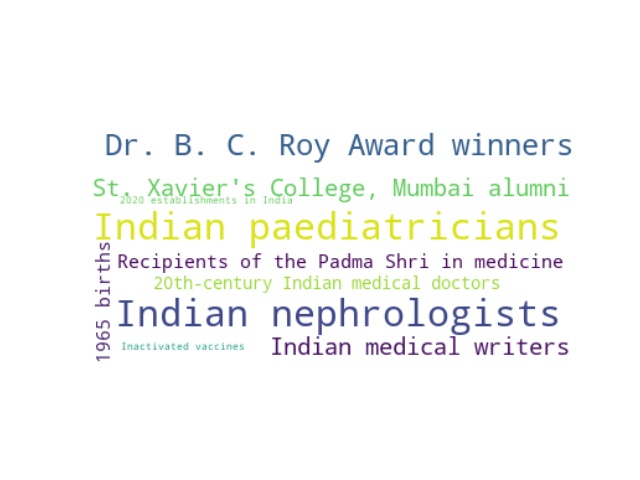 Dr. B. C. Roy Award winners
St. Xavier's College, Mumbai alumni
2020 establishments in India
Indian paediatricians
Recipients of the Padma Shri in medicine
20th-century Indian medical doctors
1965 births
Indian nephrologists
Inactivated vaccines
Indian medical writers